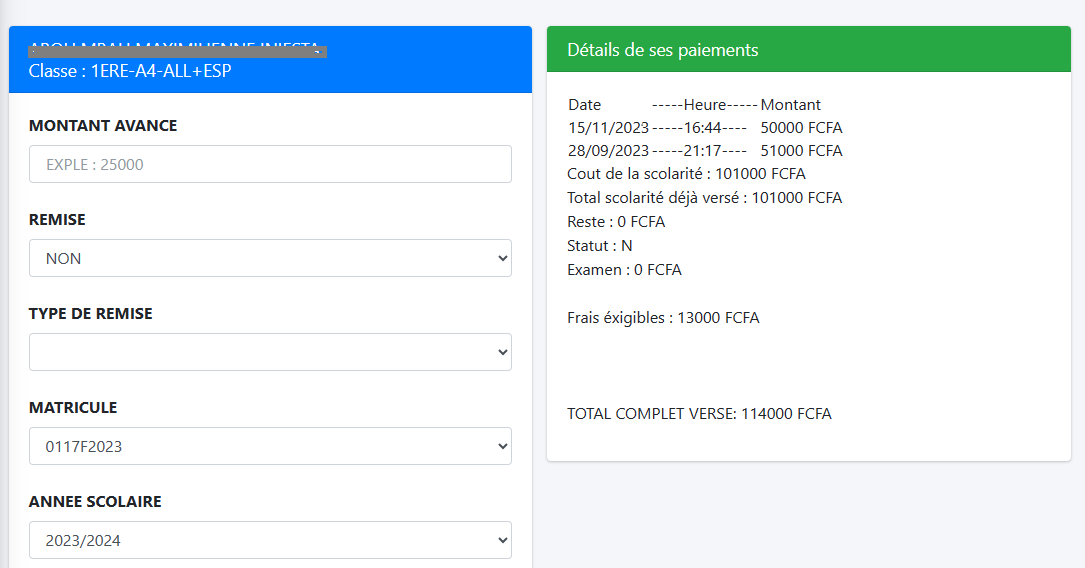 Classe : 1ERE-A4-ALL+ESP
MONTANT AVANCE
EXPLE : 25000
REMISE
NON
TYPE DE REMISE
MATRICULE
0117F2023
ANNEE SCOLAIRE
2023/2024
Détails de ses paiements
Date -----Heure----- Montant
15/11/2023 -----16:44---- 50000 FCFA
28/09/2023 -----21:17---- 51000 FCFA
Cout de la scolarité : 101000 FCFA
Total scolarité déjà versé : 101000 FCFA
Reste : 0 FCFA
Statut : N
Examen : 0 FCFA
Frais éxigibles : 13000 FCFA
TOTAL COMPLET VERSE: 114000 FCFA